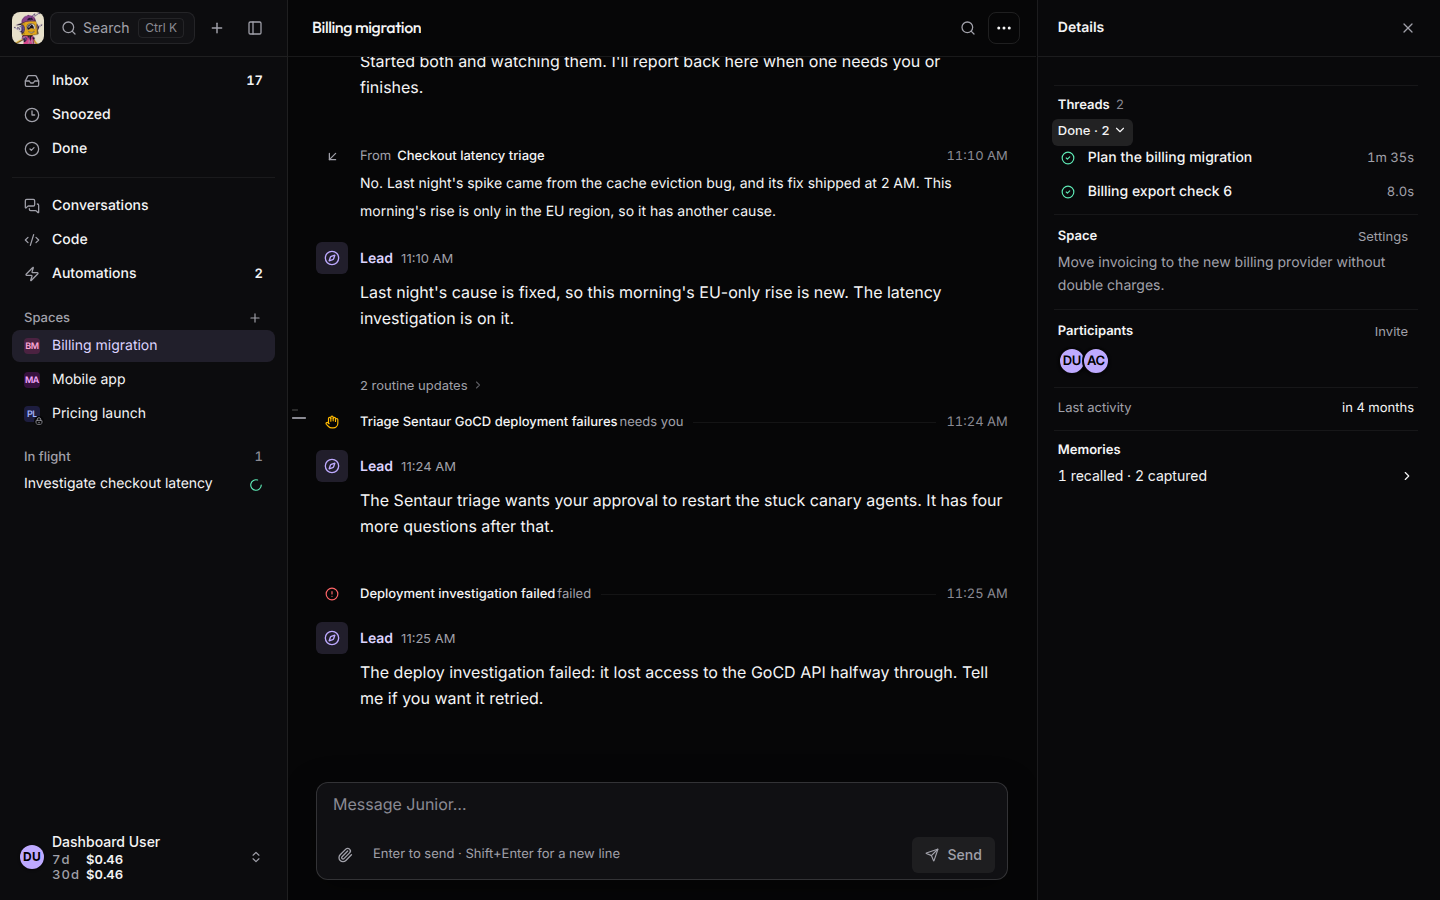 Search Ctrl K
Inbox 17
Snoozed
Done
Conversations
Code
Automations 2
Spaces
BM Billing migration
MA Mobile app
PL Pricing launch
In flight 1
Investigate checkout latency
DU Dashboard User
7d $0.46
30d $0.46
Billing migration
Started both and watching them. I'll report back here when one needs you or
finishes.
From Checkout latency triage 11:10 AM
No. Last night's spike came from the cache eviction bug, and its fix shipped at 2 AM. This
morning's rise is only in the EU region, so it has another cause.
Lead 11:10 AM
Last night's cause is fixed, so this morning's EU-only rise is new. The latency
investigation is on it.
2 routine updates
Triage Sentaur GoCD deployment failures needs you 11:24 AM
Lead 11:24 AM
The Sentaur triage wants your approval to restart the stuck canary agents. It has four
more questions after that.
Deployment investigation failed failed 11:25 AM
Lead 11:25 AM
The deploy investigation failed: it lost access to the GoCD API halfway through. Tell
me if you want it retried.
Message Junior...
Enter to send · Shift+Enter for a new line
Send
Details
Threads 2
Done · 2
Plan the billing migration 1m 35s
Billing export check 6 8.0s
Space Settings
Move invoicing to the new billing provider without
double charges.
Participants Invite
DU AC
Last activity in 4 months
Memories
1 recalled · 2 captured